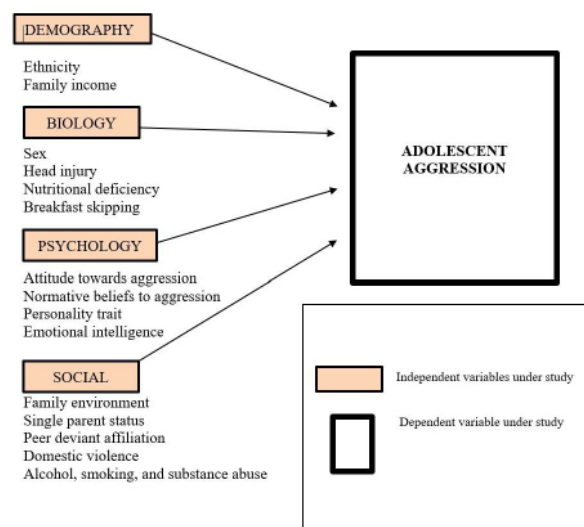 DEMOGRAPHY
Ethnicity
Family income
BIOLOGY
Sex
Head injury
Nutritional deficiency
Breakfast skipping
PSYCHOLOGY
Attitude towards aggression
Normative beliefs to aggression
Personality trait
Emotional intelligence
SOCIAL
Family environment
Single parent status
Peer deviant affiliation
Domestic violence
Alcohol, smoking, and substance abuse
ADOLESCENT
AGGRESSION
Independent variables under study
Dependent variable under study